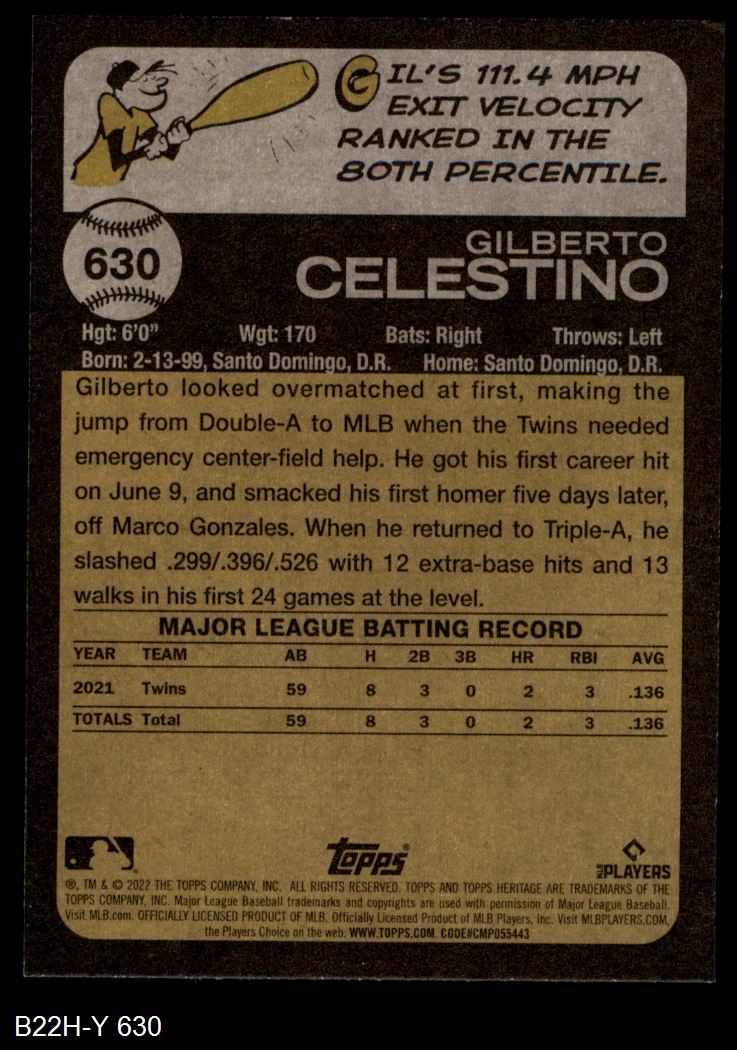 GIL'S 111.4 MPH
EXIT VELOCITY
RANKED IN THE
80TH PERCENTILE.
630
GILBERTO
CELESTINO
Hgt: 6'0" Wgt: 170 Bats: Right Throws: Left
Born: 2-13-99, Santo Domingo, D.R. Home: Santo Domingo, D.R.
Gilberto looked overmatched at first, making the
jump from Double-A to MLB when the Twins needed
emergency center-field help. He got his first career hit
on June 9, and smacked his first homer five days later,
off Marco Gonzales. When he returned to Triple-A, he
slashed .299/.396/.526 with 12 extra-base hits and 13
walks in his first 24 games at the level.
MAJOR LEAGUE BATTING RECORD
YEAR TEAM AB H 2B 3B HR RBI AVG
2021 Twins 59 8 3 0 2 3 .136
TOTALS Total 59 8 3 0 2 3 .136
Topps®
MLB PLAYERS
®, TM & © 2022 THE TOPPS COMPANY, INC. ALL RIGHTS RESERVED. TOPPS AND TOPPS HERITAGE ARE TRADEMARKS OF THE
TOPPS COMPANY, INC. Major League Baseball trademarks and copyrights are used with permission of Major League Baseball.
Visit MLB.com. OFFICIALLY LICENSED PRODUCT OF MLB. Officially Licensed Product of MLB Players, Inc. Visit MLBPLAYERS.COM,
the Players Choice on the web. WWW.TOPPS.COM. CODE#CMP055443
B22H-Y 630